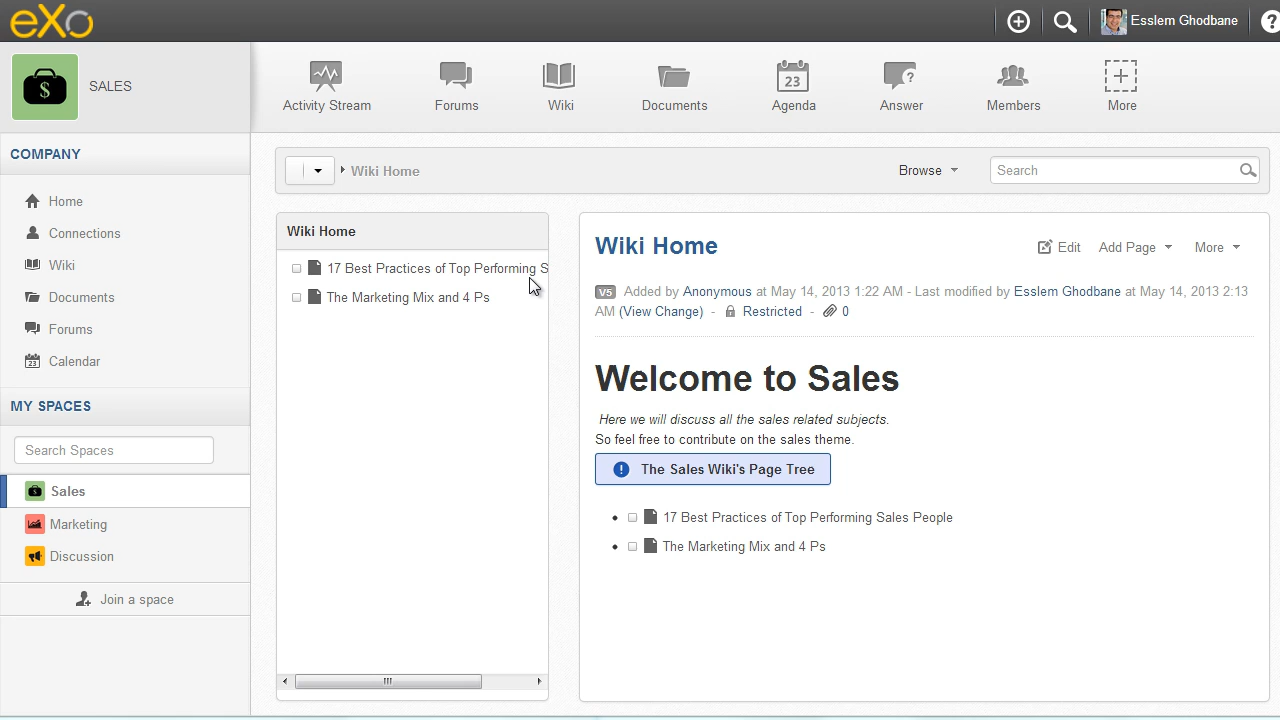 eXo
Esslem Ghodbane
?
$
SALES
Activity Stream
Forums
Wiki
Documents
23
Agenda
?
Answer
Members
More
COMPANY
Home
Connections
Wiki
Documents
Forums
23
Calendar
MY SPACES
Search Spaces
Sales
Marketing
Discussion
Join a space
Wiki Home
Browse
Search
Wiki Home
17 Best Practices of Top Performing S
The Marketing Mix and 4 Ps
Wiki Home
Edit
Add Page
More
V5 Added by Anonymous at May 14, 2013 1:22 AM - Last modified by Esslem Ghodbane at May 14, 2013 2:13
AM (View Change) - Restricted - 0
Welcome to Sales
Here we will discuss all the sales related subjects.
So feel free to contribute on the sales theme.
The Sales Wiki's Page Tree
17 Best Practices of Top Performing Sales People
The Marketing Mix and 4 Ps